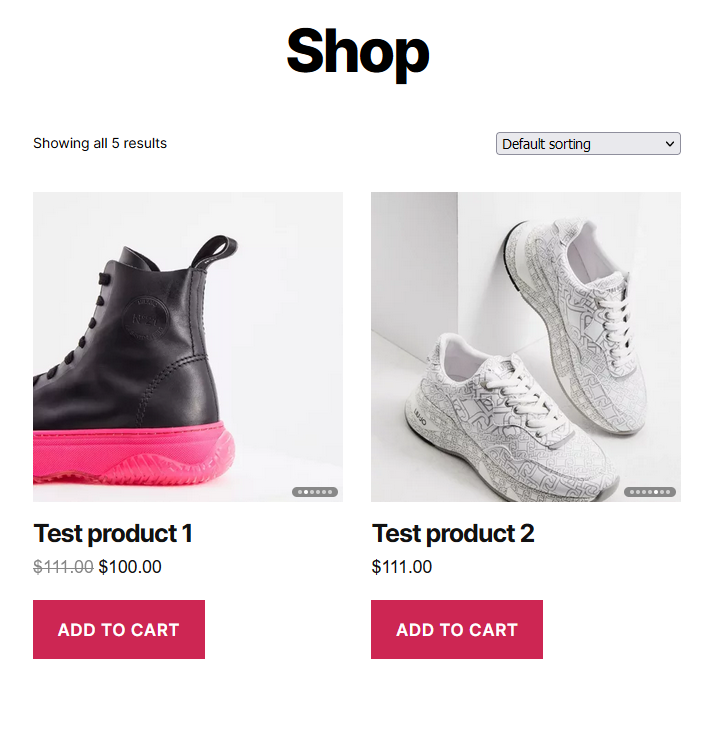 Shop
Showing all 5 results
Default sorting
Test product 1
Test product 2
$111.00 $100.00
$111.00
ADD TO CART
ADD TO CART